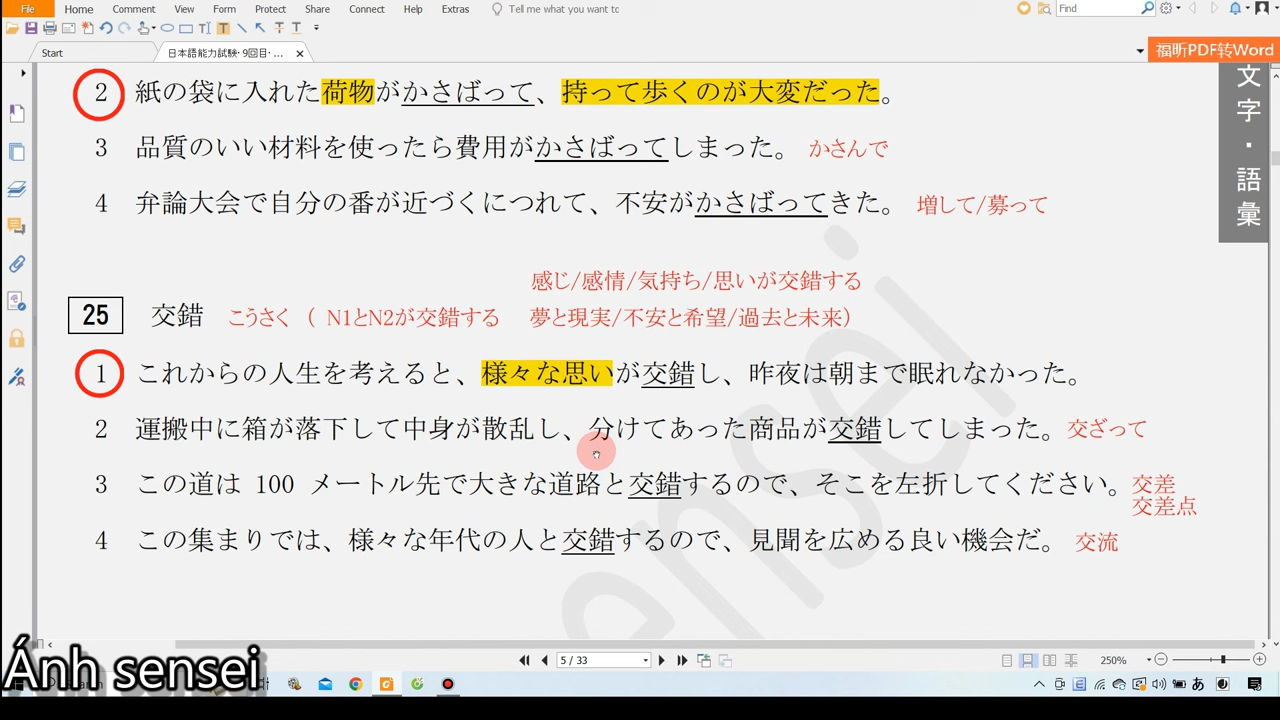 File Home Comment View Form Protect Share Connect Help Extras Tell me what you want to Find
Start 日本語能力試験・9回目・ ...
福昕PDF转Word
文字・語彙
2 紙の袋に入れた荷物がかさばって、持って歩くのが大変だった。
3 品質のいい材料を使ったら費用がかさばってしまった。 かさんで
4 弁論大会で自分の番が近づくにつれて、不安がかさばってきた。 増して/募って
感じ/感情/気持ち/思いが交錯する
25 交錯 こうさく ( N1とN2が交錯する 夢と現実/不安と希望/過去と未来)
1 これからの人生を考えると、様々な思いが交錯し、昨夜は朝まで眠れなかった。
2 運搬中に箱が落下して中身が散乱し、分けてあった商品が交錯してしまった。 交ざって
3 この道は 100 メートル先で大きな道路と交錯するので、そこを左折してください。 交差
交差点
4 この集まりでは、様々な年代の人と交錯するので、見聞を広める良い機会だ。 交流
ensei
5 / 33
250%
Ánh sensei
あ